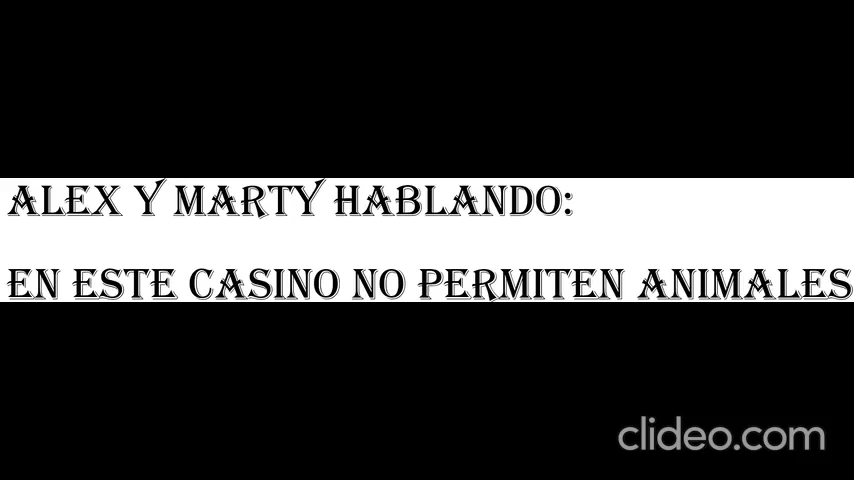 ALEX Y MARTY HABLANDO:
EN ESTE CASINO NO PERMITEN ANIMALES
clideo.com